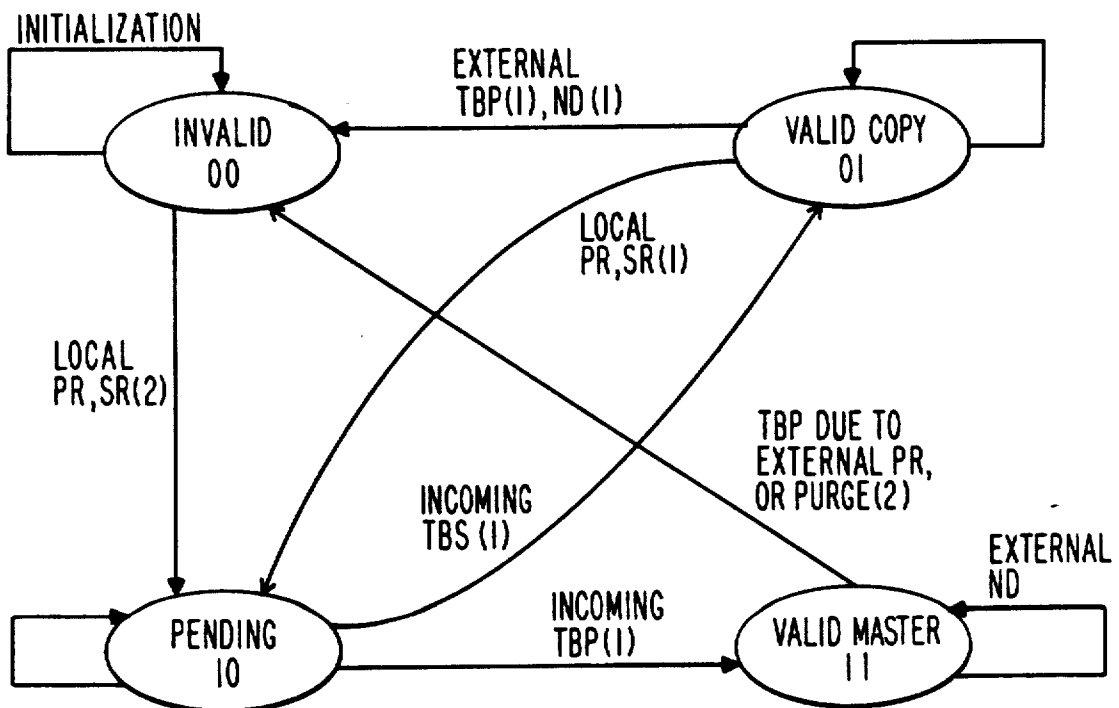 INITIALIZATION
EXTERNAL
TBP(1), ND(1)
INVALID
00
VALID COPY
01
LOCAL
PR, SR(1)
LOCAL
PR, SR(2)
TBP DUE TO
EXTERNAL PR,
OR PURGE(2)
INCOMING
TBS (1)
EXTERNAL
ND
PENDING
10
INCOMING
TBP(1)
VALID MASTER
11